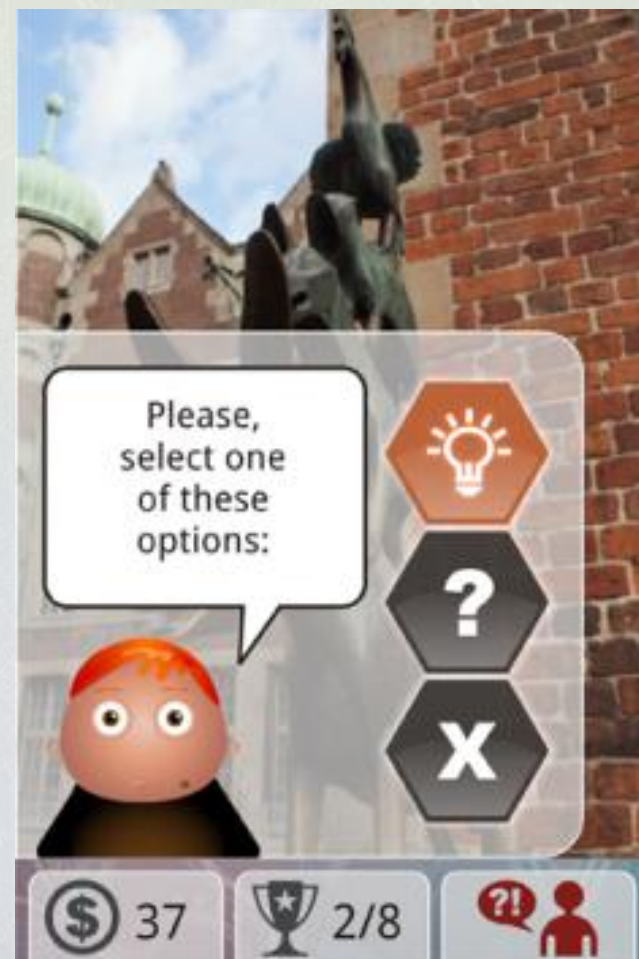 Please,
select one
of these
options:
?
X
$ 37
2/8
?!